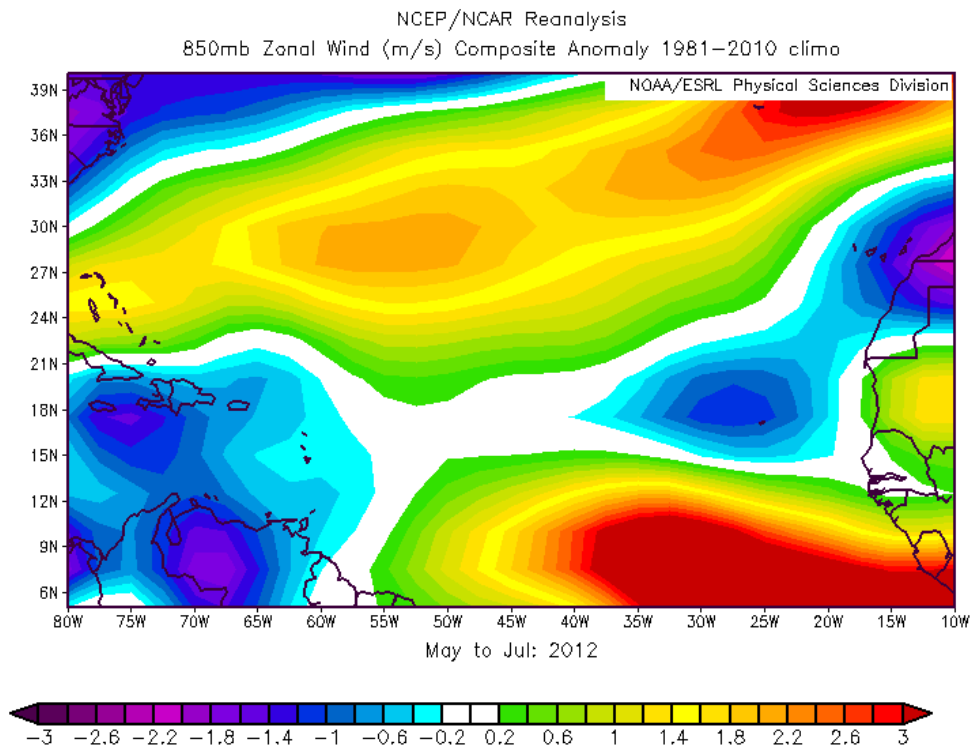 NCEP/NCAR Reanalysis
850mb Zonal Wind (m/s) Composite Anomaly 1981−2010 climo
NOAA/ESRL Physical Sciences Division
39N
36N
33N
30N
27N
24N
21N
18N
15N
12N
9N
6N
80W 75W 70W 65W 60W 55W 50W 45W 40W 35W 30W 25W 20W 15W 10W
May to Jul: 2012
−3 −2.6 −2.2 −1.8 −1.4 −1 −0.6 −0.2 0.2 0.6 1 1.4 1.8 2.2 2.6 3